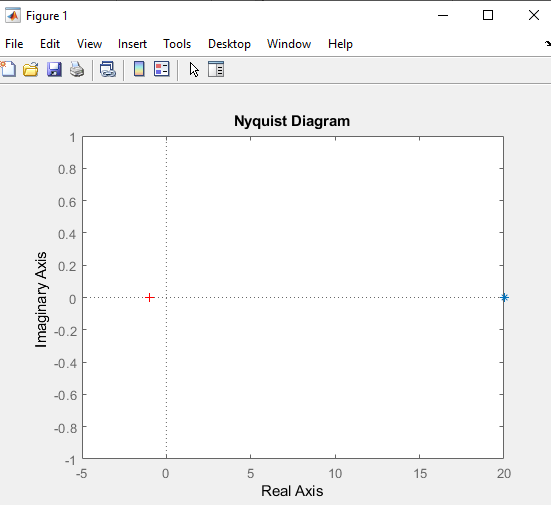 Figure 1
File Edit View Insert Tools Desktop Window Help
Nyquist Diagram
1
0.8
0.6
0.4
0.2
0
-0.2
-0.4
-0.6
-0.8
-1
Imaginary Axis
-5 0 5 10 15 20
Real Axis